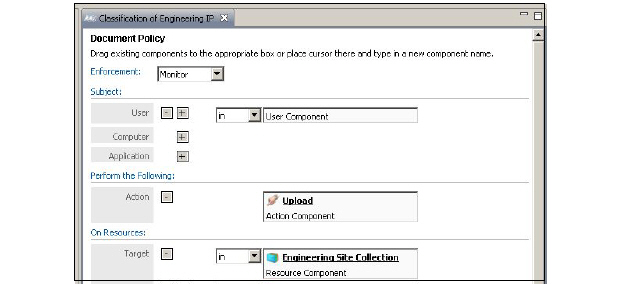 Classification of Engineering IP
Document Policy
Drag existing components to the appropriate box or place cursor there and type in a new component name.
Enforcement: Monitor
Subject:
User - + in User Component
Computer +
Application +
Perform the Following:
Action - Upload
Action Component
On Resources:
Target - in Engineering Site Collection
Resource Component